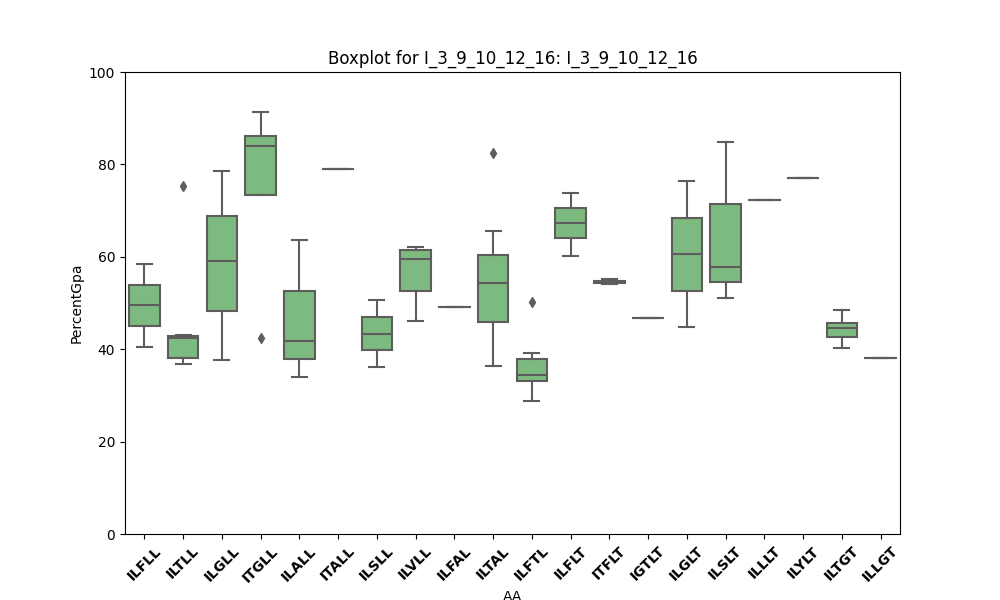 Boxplot for I_3_9_10_12_16: I_3_9_10_12_16
PercentGpa
100
80
60
40
20
0
ILFLL
ILTLL
ILGLL
ITGLL
ILALL
ITALL
ILSLL
ILVLL
ILFAL
ILTAL
ILFTL
ILFLT
ITFLT
IGTLT
ILGLT
ILSLT
ILLLT
ILYLT
ILTGT
ILLGT
AA